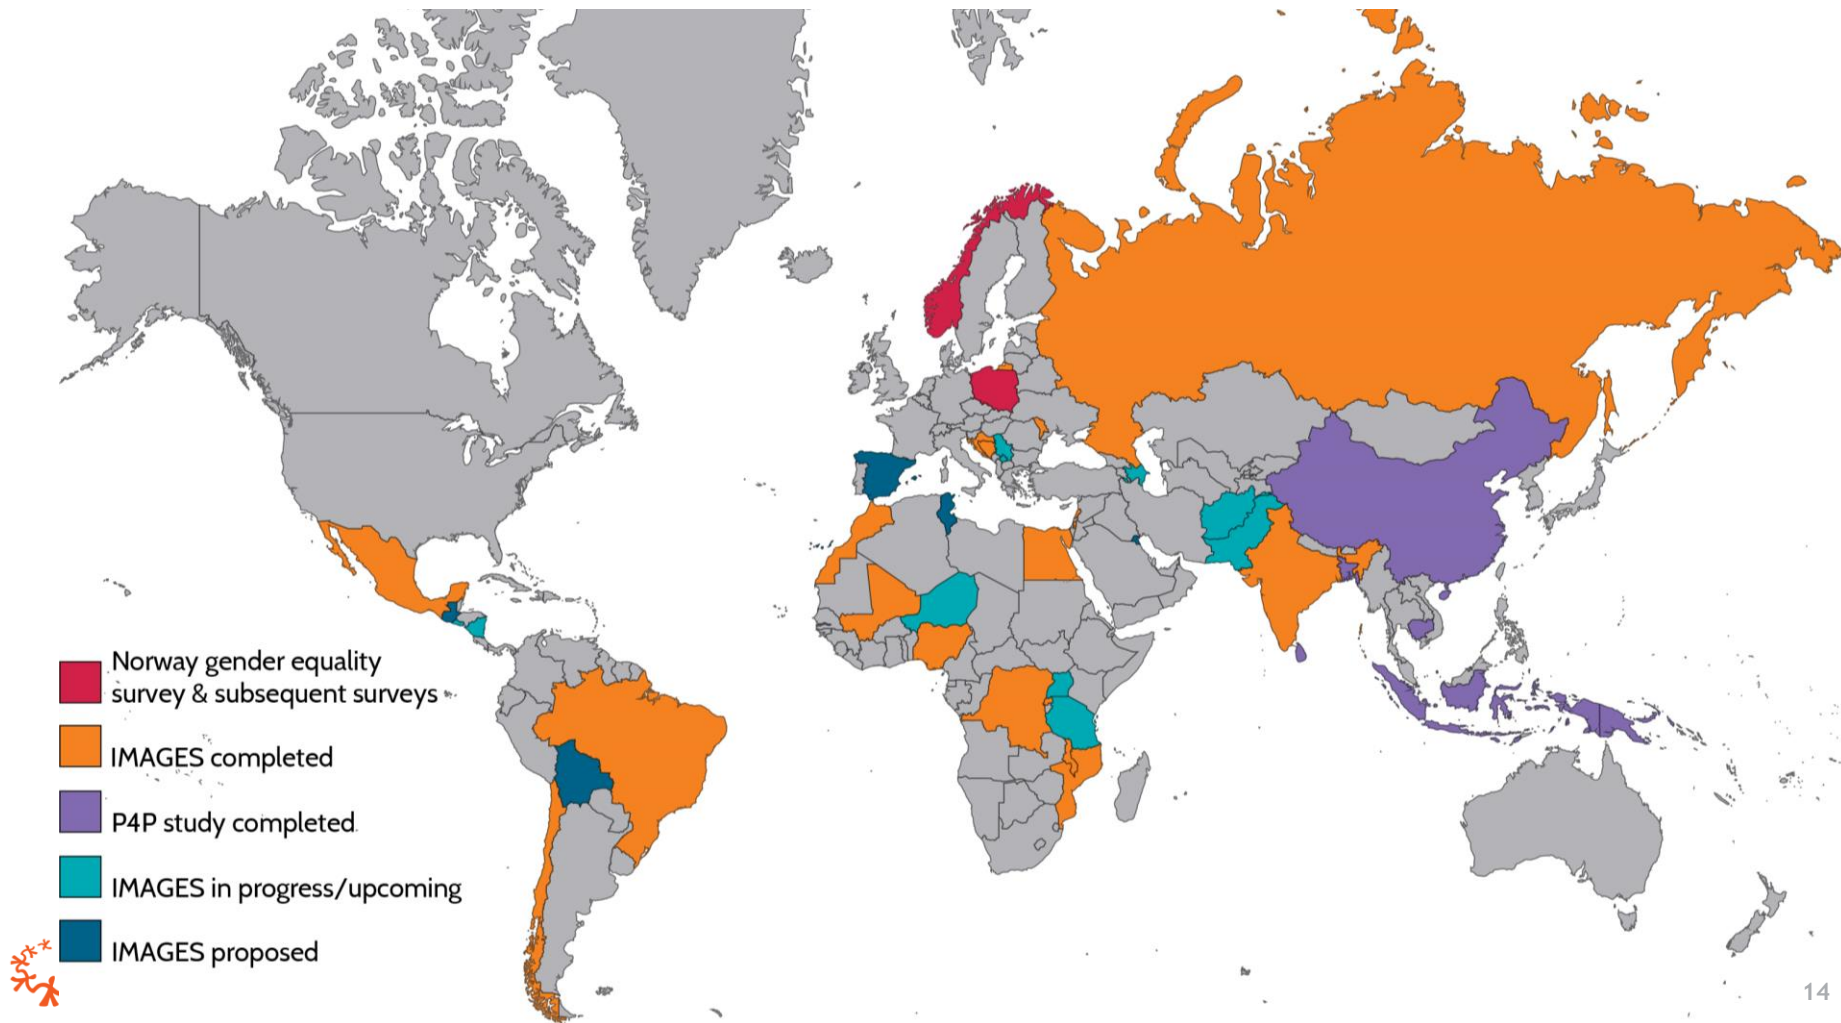 Norway gender equality
survey & subsequent surveys
IMAGES completed
P4P study completed
IMAGES in progress/upcoming
IMAGES proposed
14